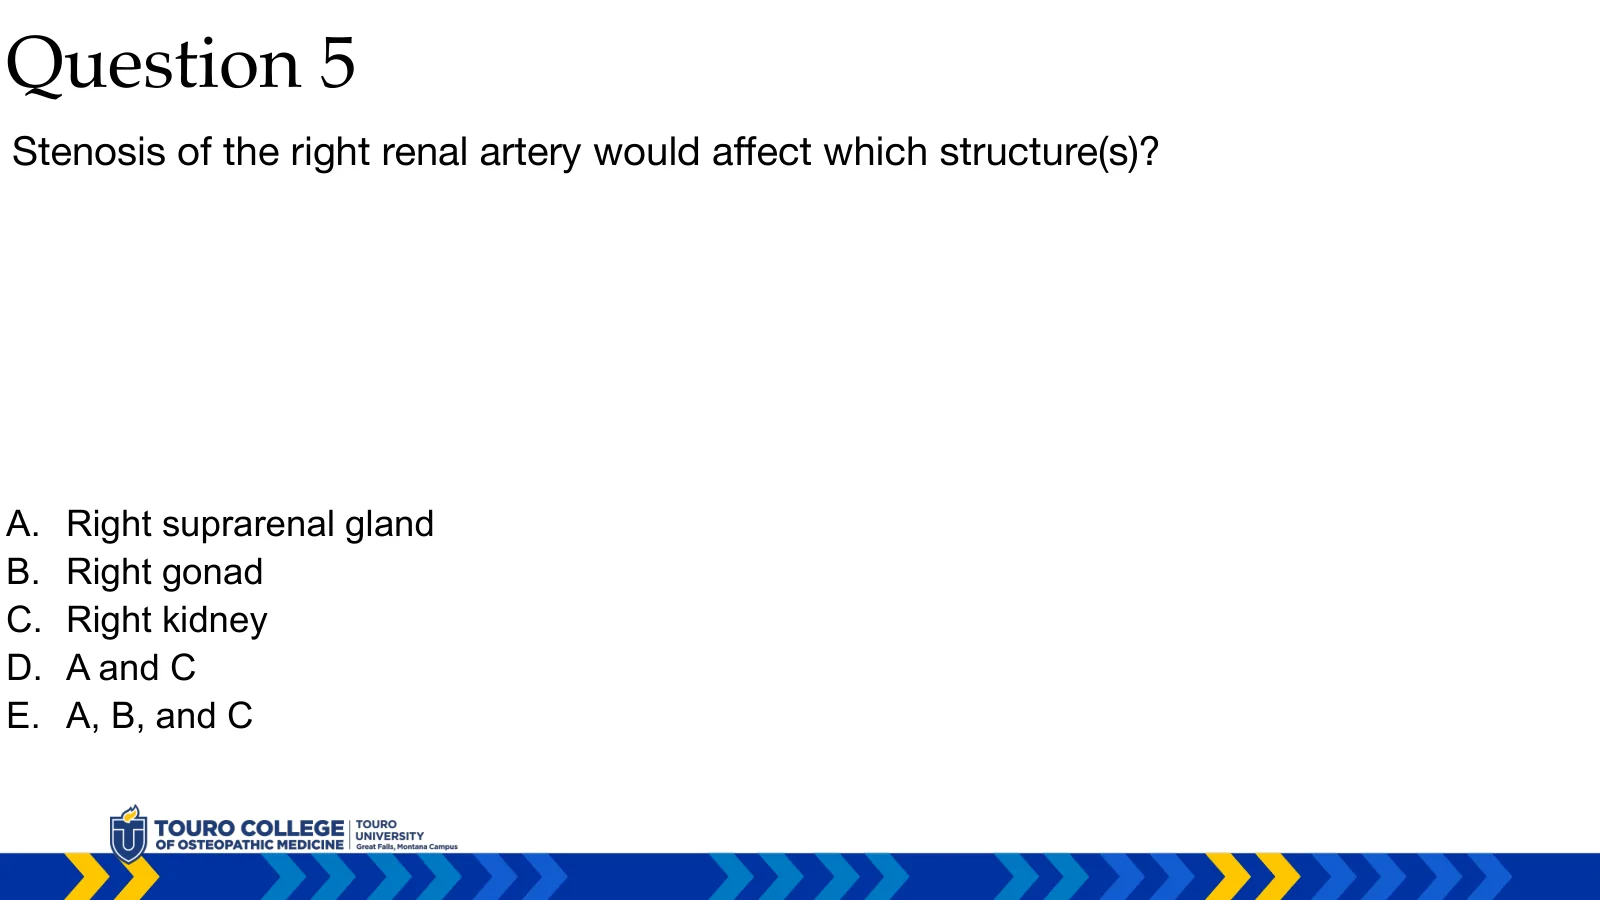 Question 5
Stenosis of the right renal artery would affect which structure(s)?
A. Right suprarenal gland
B. Right gonad
C. Right kidney
D. A and C
E. A, B, and C
TOURO COLLEGE
OF OSTEOPATHIC MEDICINE
TOURO
UNIVERSITY
Great Falls, Montana Campus